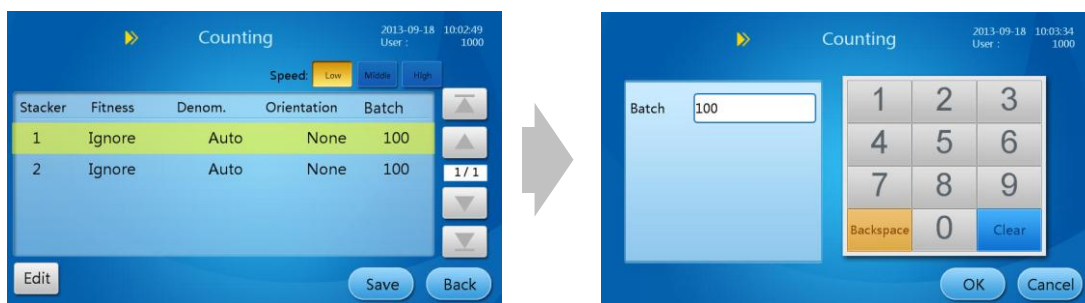 Counting
2013-09-18 10:02:49
User : 1000
Speed: Low Middle High
Stacker Fitness Denom. Orientation Batch
1 Ignore Auto None 100
2 Ignore Auto None 100
1 / 1
Edit
Save Back
Counting
2013-09-18 10:03:34
User : 1000
Batch 100
1 2 3
4 5 6
7 8 9
Backspace 0 Clear
OK Cancel